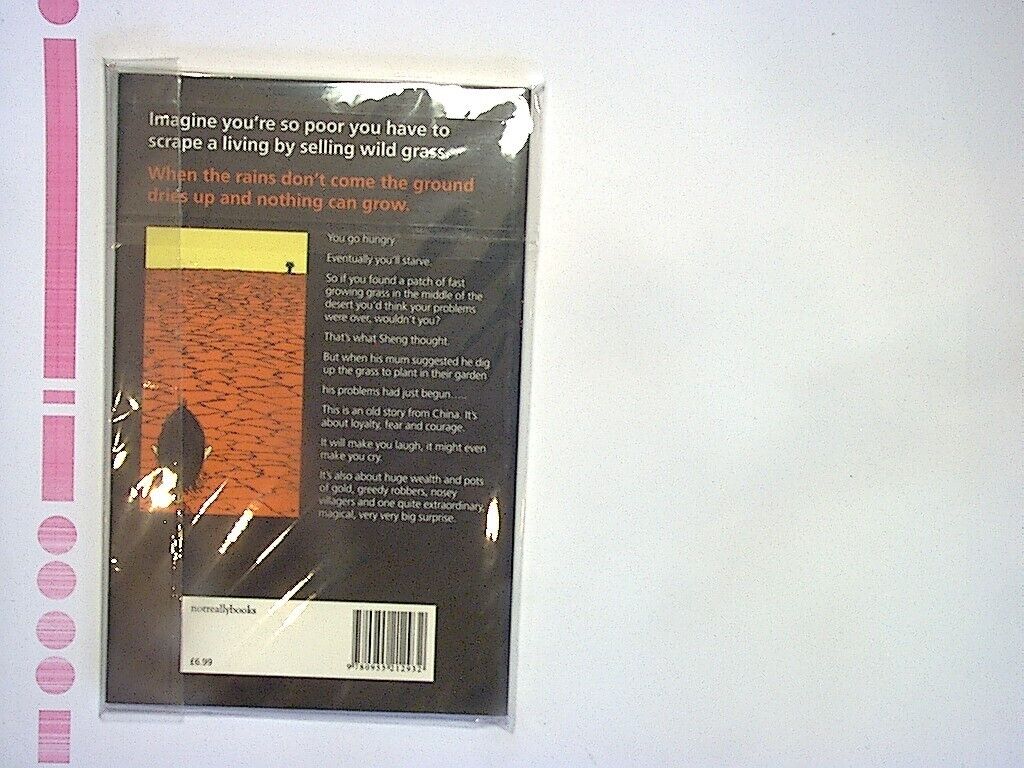 Imagine you're so poor you have to
scrape a living by selling wild grass.
When the rains don't come the ground
dries up and nothing can grow.
You go hungry
Eventually you'll starve.
So if you found a patch of fast
growing grass in the middle of the
desert you'd think your problems
were over, wouldn't you?
That's what Sheng thought.
But when his mum suggested he dig
up the grass to plant in their garden
his problems had just begun.....
This is an old story from China. It's
about loyalty, fear and courage.
It will make you laugh, it might even
make you cry.
It's also about huge wealth and pots
of gold, greedy robbers, nosey
villagers and one quite extraordinary,
magical, very very big surprise.
notreallybooks
£6.99
9 780955 212932